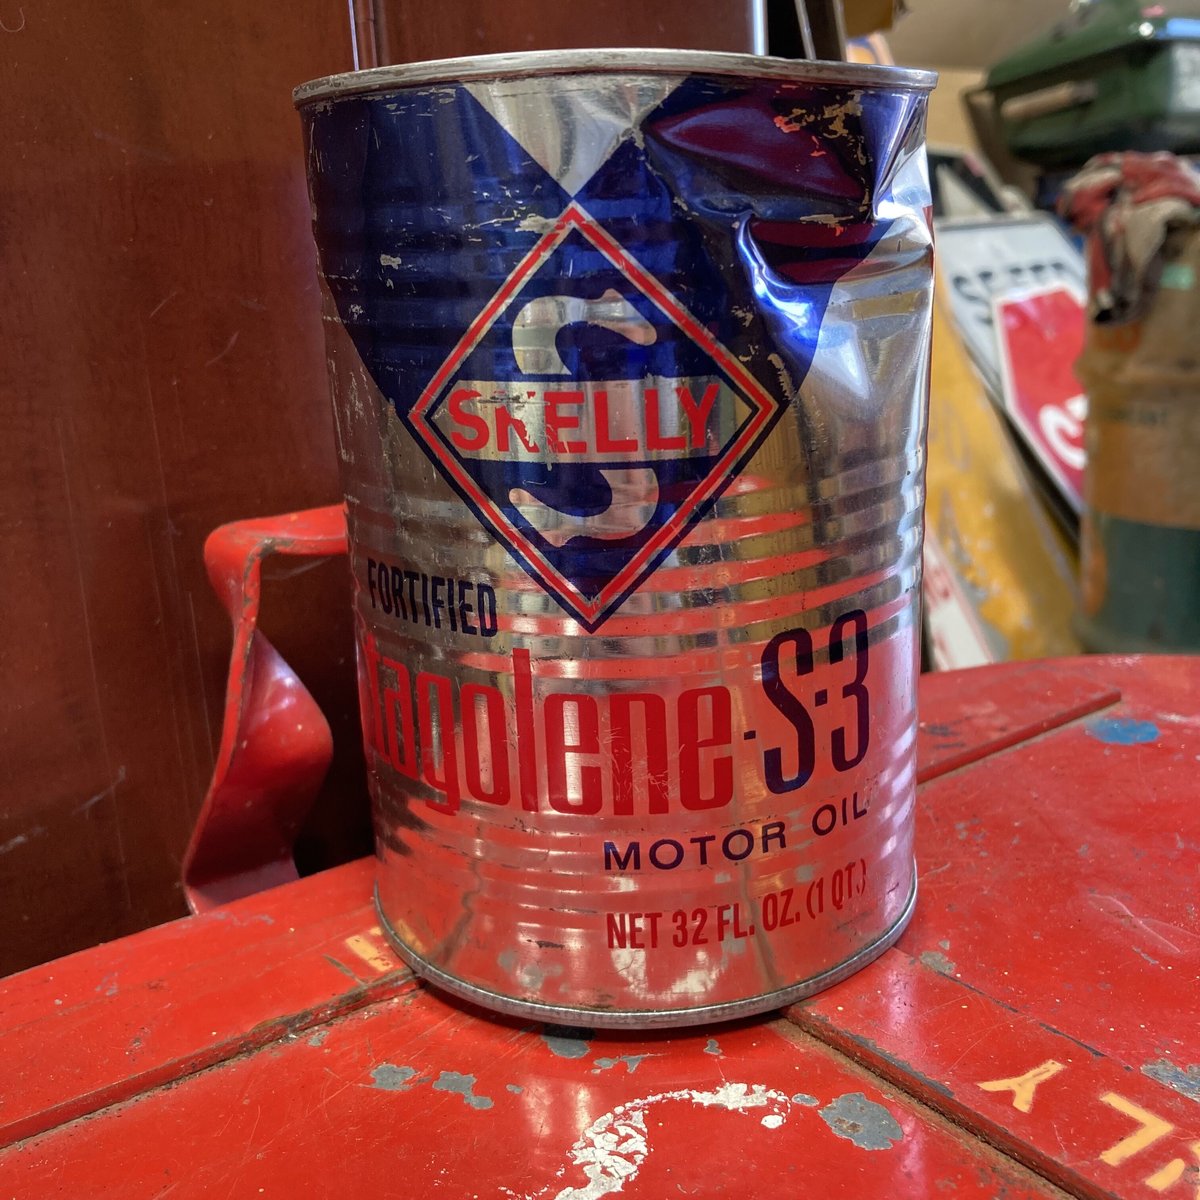 S
SKELLY
FORTIFIED
tagolene-S-3
MOTOR OIL
NET 32 FL. OZ. (1 QT.)